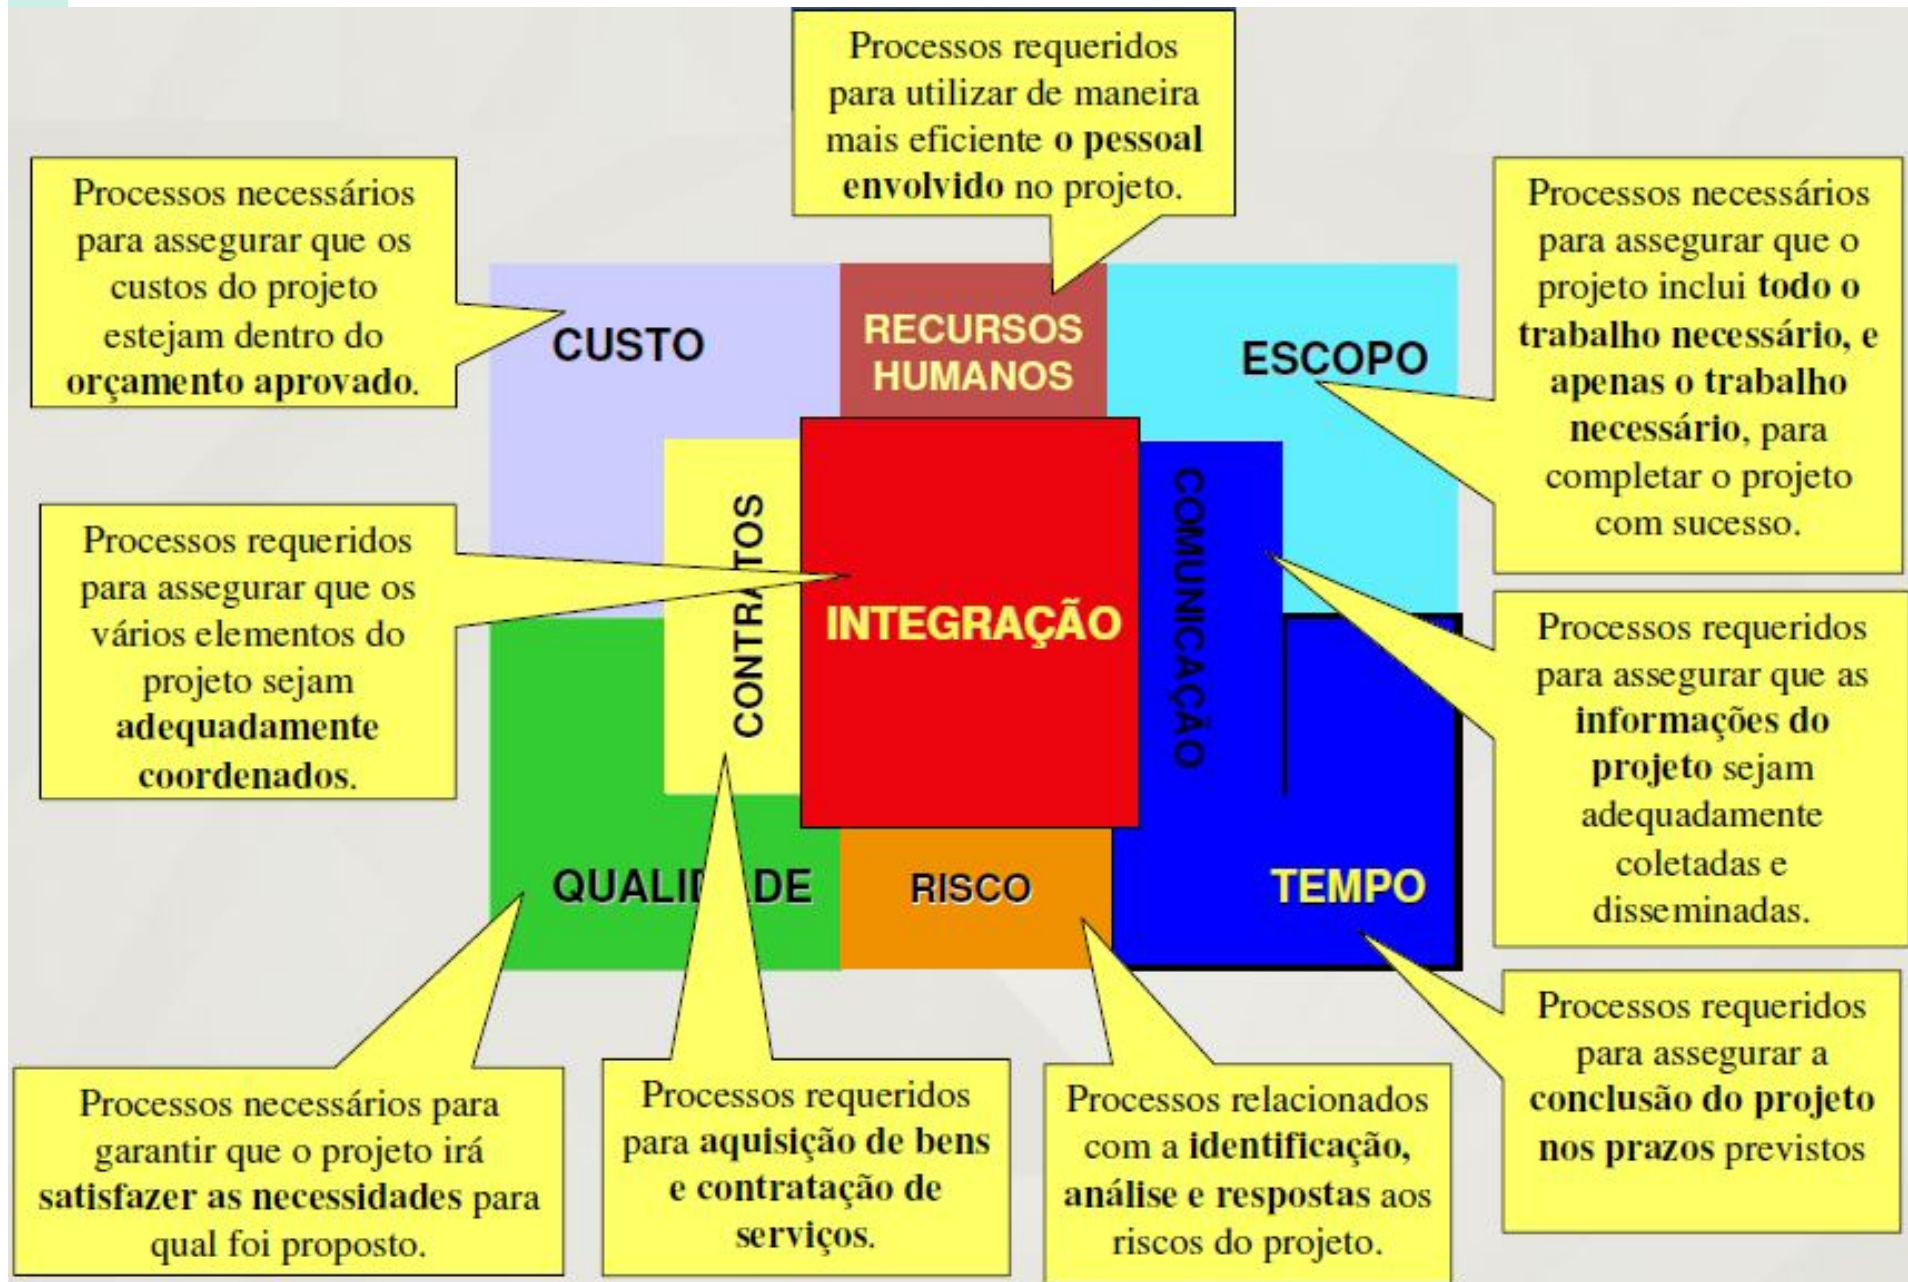 Processos requeridos
para utilizar de maneira
mais eficiente o pessoal
envolvido no projeto.
Processos necessários
para assegurar que os
custos do projeto
estejam dentro do
orçamento aprovado.
Processos necessários
para assegurar que o
projeto inclui todo o
trabalho necessário, e
apenas o trabalho
necessário, para
completar o projeto
com sucesso.
CUSTO
RECURSOS
HUMANOS
ESCOPO
Processos requeridos
para assegurar que os
vários elementos do
projeto sejam
adequadamente
coordenados.
CONTRATOS
INTEGRAÇÃO
COMUNICAÇÃO
Processos requeridos
para assegurar que as
informações do
projeto sejam
adequadamente
coletadas e
disseminadas.
QUALIDADE
RISCO
TEMPO
Processos necessários para
garantir que o projeto irá
satisfazer as necessidades para
qual foi proposto.
Processos requeridos
para aquisição de bens
e contratação de
serviços.
Processos relacionados
com a identificação,
análise e respostas aos
riscos do projeto.
Processos requeridos
para assegurar a
conclusão do projeto
nos prazos previstos